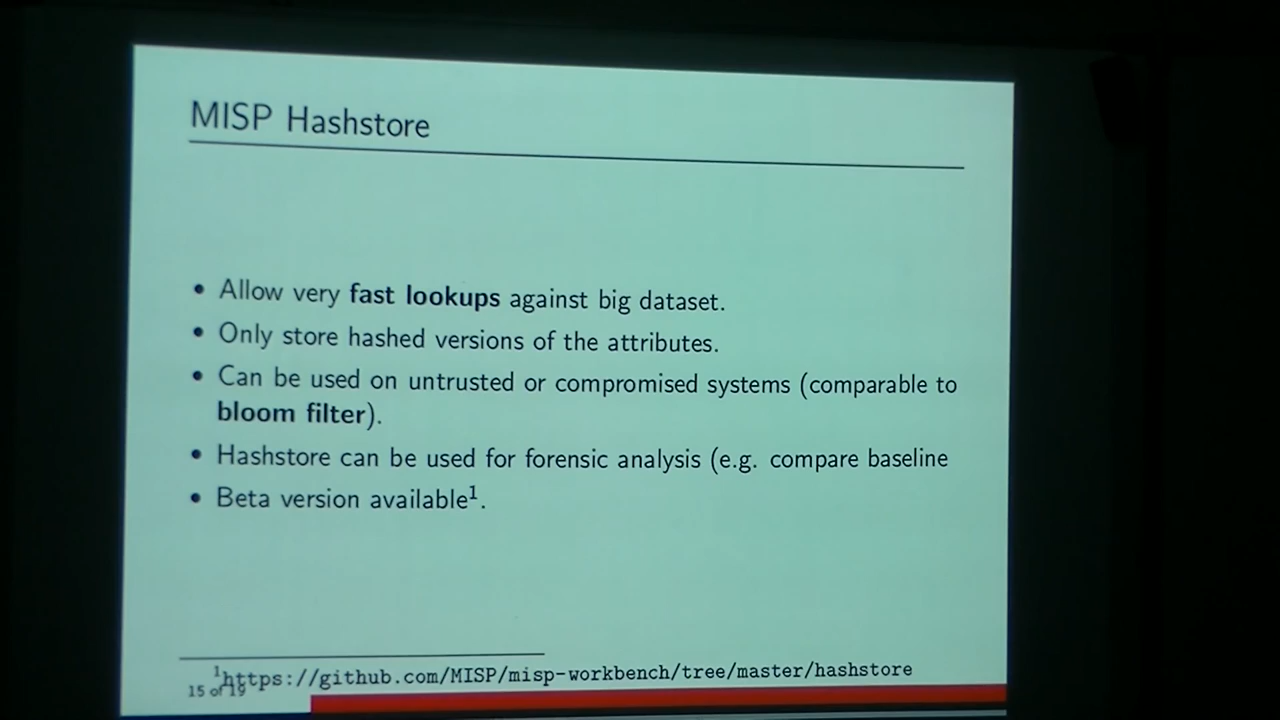 MISP Hashstore
• Allow very fast lookups against big dataset.
• Only store hashed versions of the attributes.
• Can be used on untrusted or compromised systems (comparable to
bloom filter).
• Hashstore can be used for forensic analysis (e.g. compare baseline
• Beta version available¹.
¹https://github.com/MISP/misp-workbench/tree/master/hashstore
15 of 19